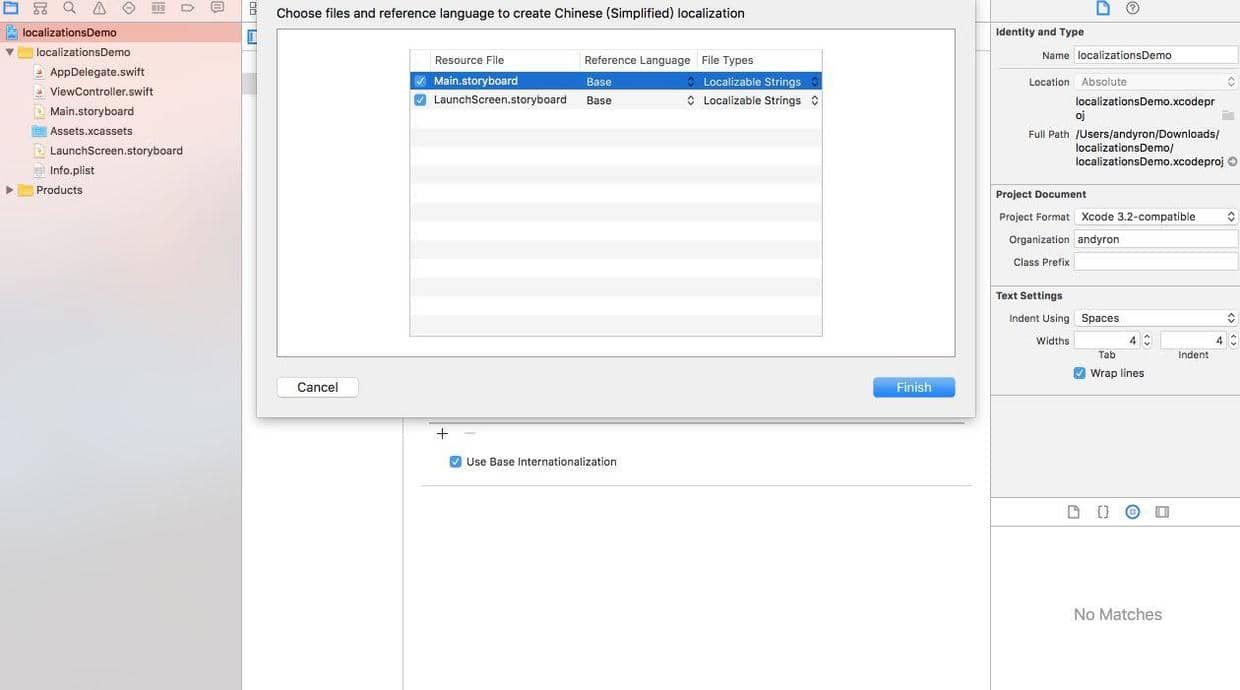 Choose files and reference language to create Chinese (Simplified) localization
localizationsDemo
localizationsDemo
AppDelegate.swift
ViewController.swift
Main.storyboard
Assets.xcassets
LaunchScreen.storyboard
Info.plist
Products
Resource File Reference Language File Types
Main.storyboard Base Localizable Strings
LaunchScreen.storyboard Base Localizable Strings
Cancel Finish
Use Base Internationalization
Identity and Type
Name localizationsDemo
Location Absolute
localizationsDemo.xcodepr
oj
Full Path /Users/andyron/Downloads/
localizationsDemo/
localizationsDemo.xcodeproj
Project Document
Project Format Xcode 3.2-compatible
Organization andyron
Class Prefix
Text Settings
Indent Using Spaces
Widths 4 4
Tab Indent
Wrap lines
No Matches